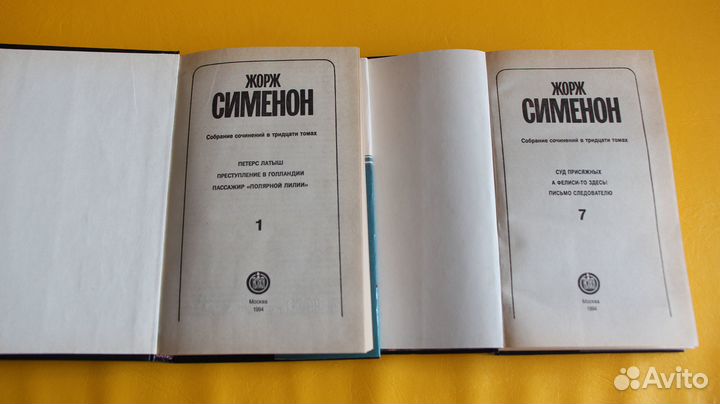 ЖОРЖ
СИМЕНОН
Собрание сочинений в тридцати томах
ПЕТЕРС ЛАТЫШ
ПРЕСТУПЛЕНИЕ В ГОЛЛАНДИИ
ПАССАЖИР «ПОЛЯРНОЙ ЛИЛИИ»
1
Москва
1994
ЖОРЖ
СИМЕНОН
Собрание сочинений в тридцати томах
СУД ПРИСЯЖНЫХ
А ФЕЛИСИ-ТО ЗДЕСЬ!
ПИСЬМО СЛЕДОВАТЕЛЮ
7
Москва
1994
Avito